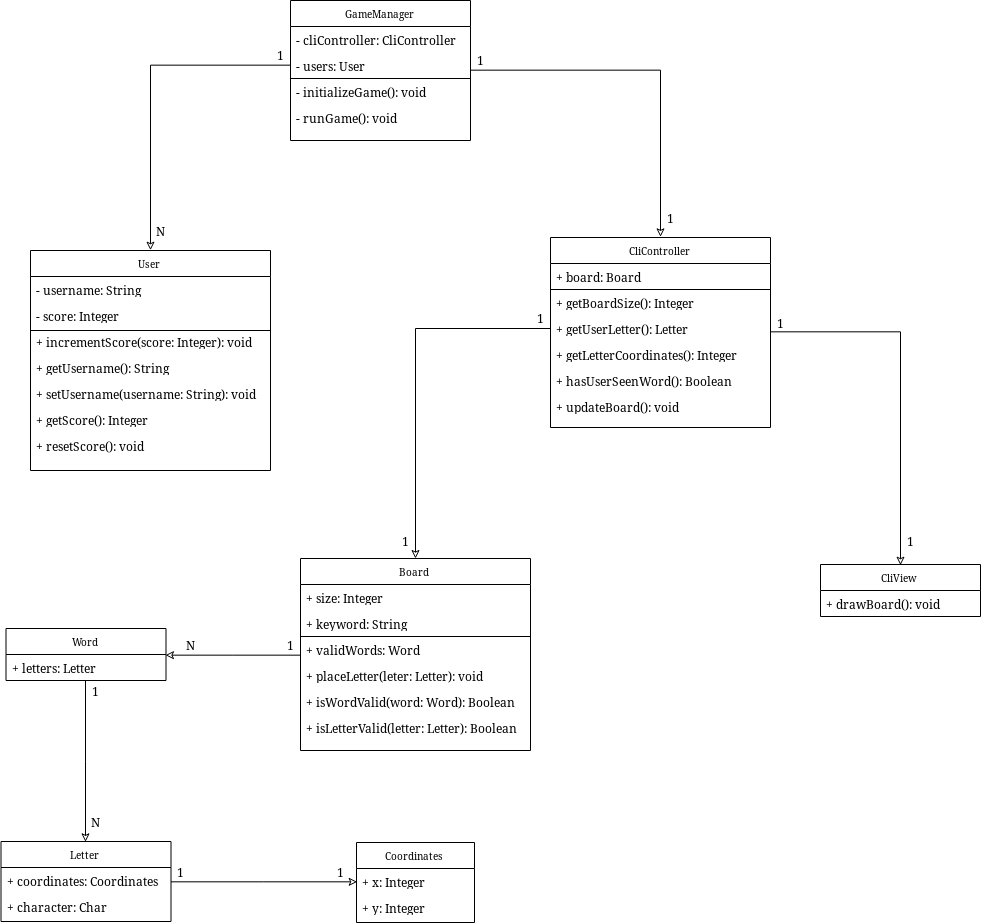 GameManager
- cliController: CliController
- users: User
- initializeGame(): void
- runGame(): void
1
1
N
1
User
- username: String
- score: Integer
+ incrementScore(score: Integer): void
+ getUsername(): String
+ setUsername(username: String): void
+ getScore(): Integer
+ resetScore(): void
CliController
+ board: Board
+ getBoardSize(): Integer
+ getUserLetter(): Letter
+ getLetterCoordinates(): Integer
+ hasUserSeenWord(): Boolean
+ updateBoard(): void
1
1
1
1
Board
+ size: Integer
+ keyword: String
+ validWords: Word
+ placeLetter(leter: Letter): void
+ isWordValid(word: Word): Boolean
+ isLetterValid(letter: Letter): Boolean
CliView
+ drawBoard(): void
N
1
Word
+ letters: Letter
1
N
Letter
+ coordinates: Coordinates
+ character: Char
1
1
Coordinates
+ x: Integer
+ y: Integer